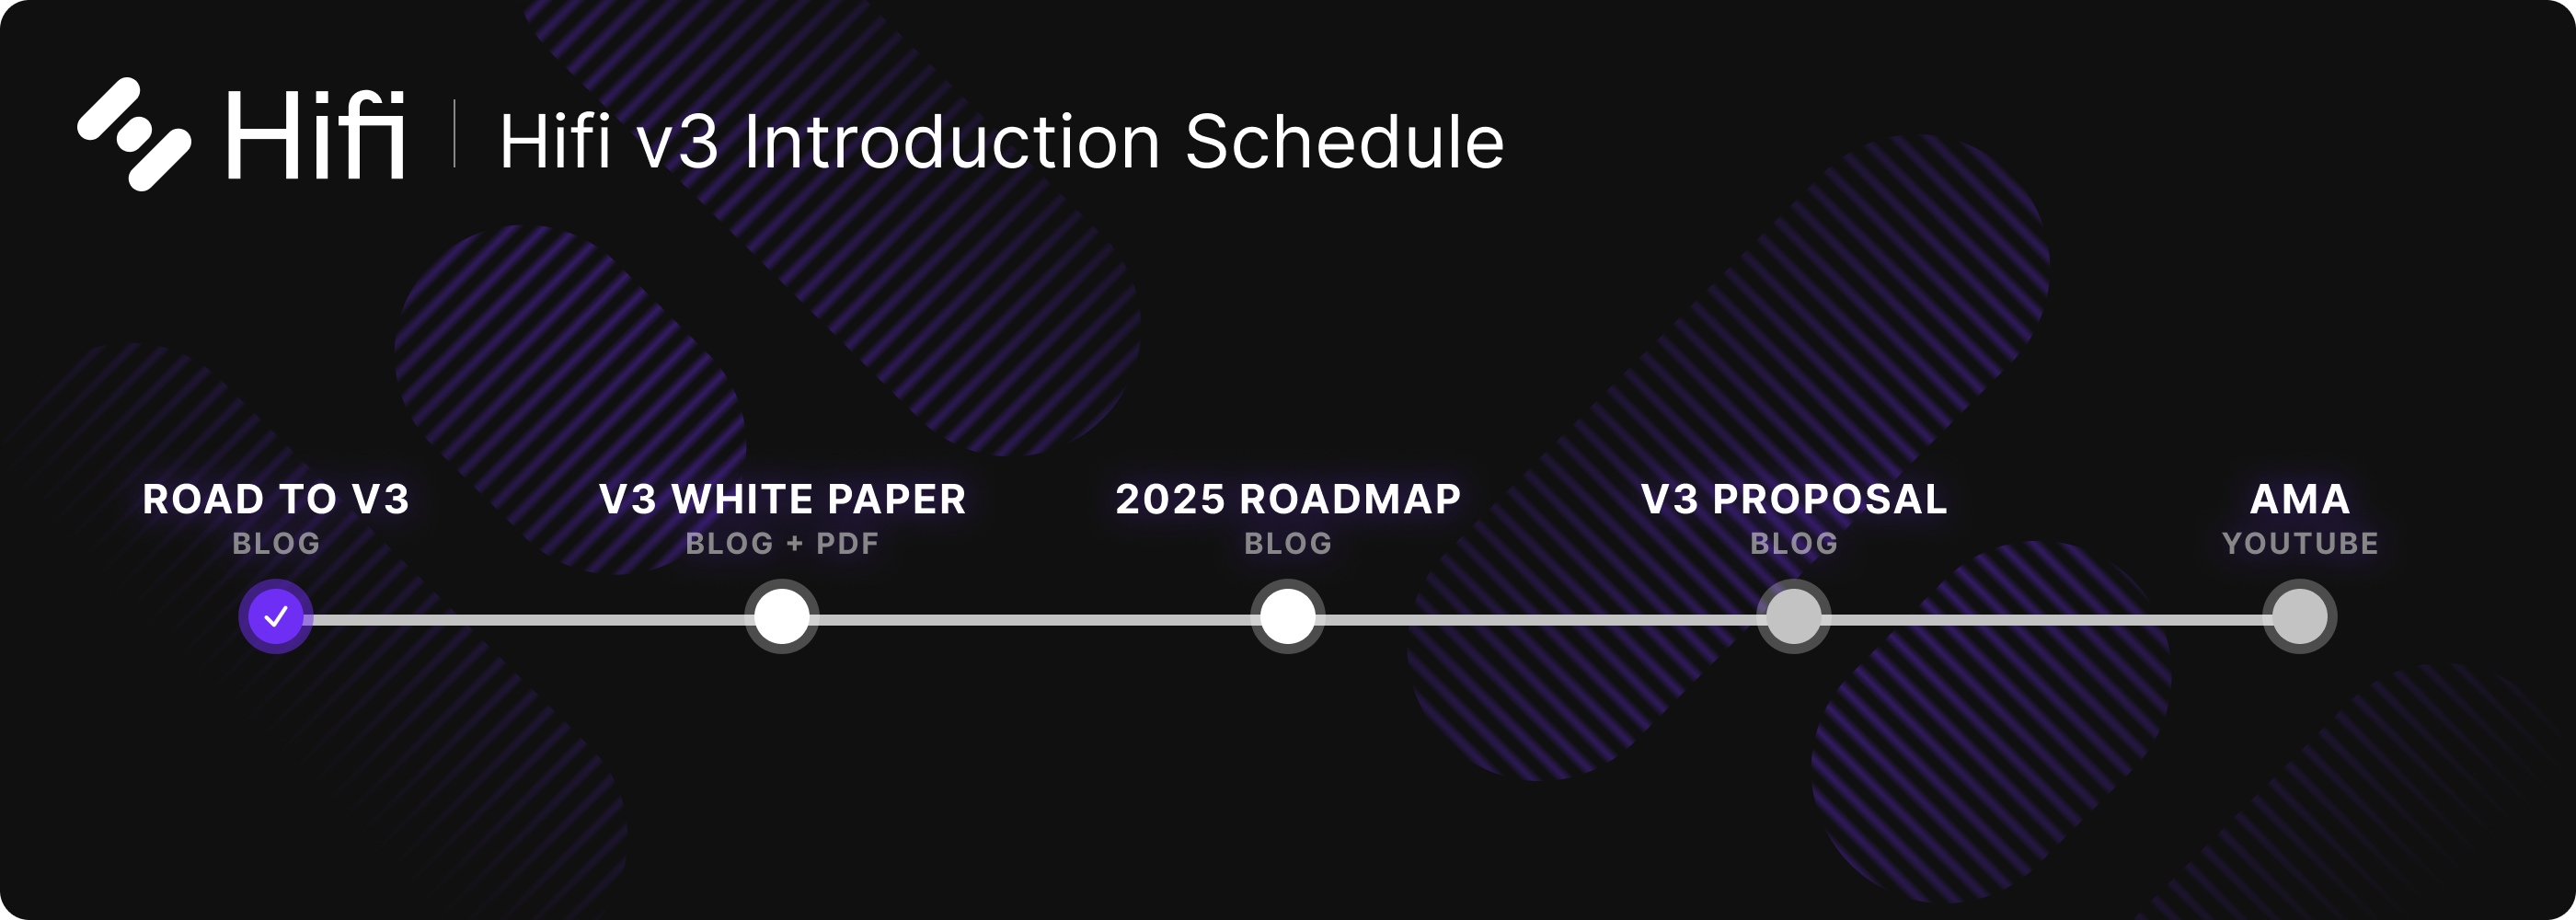 Hifi
Hifi v3 Introduction Schedule
ROAD TO V3
BLOG
V3 WHITE PAPER
BLOG + PDF
2025 ROADMAP
BLOG
V3 PROPOSAL
BLOG
AMA
YOUTUBE